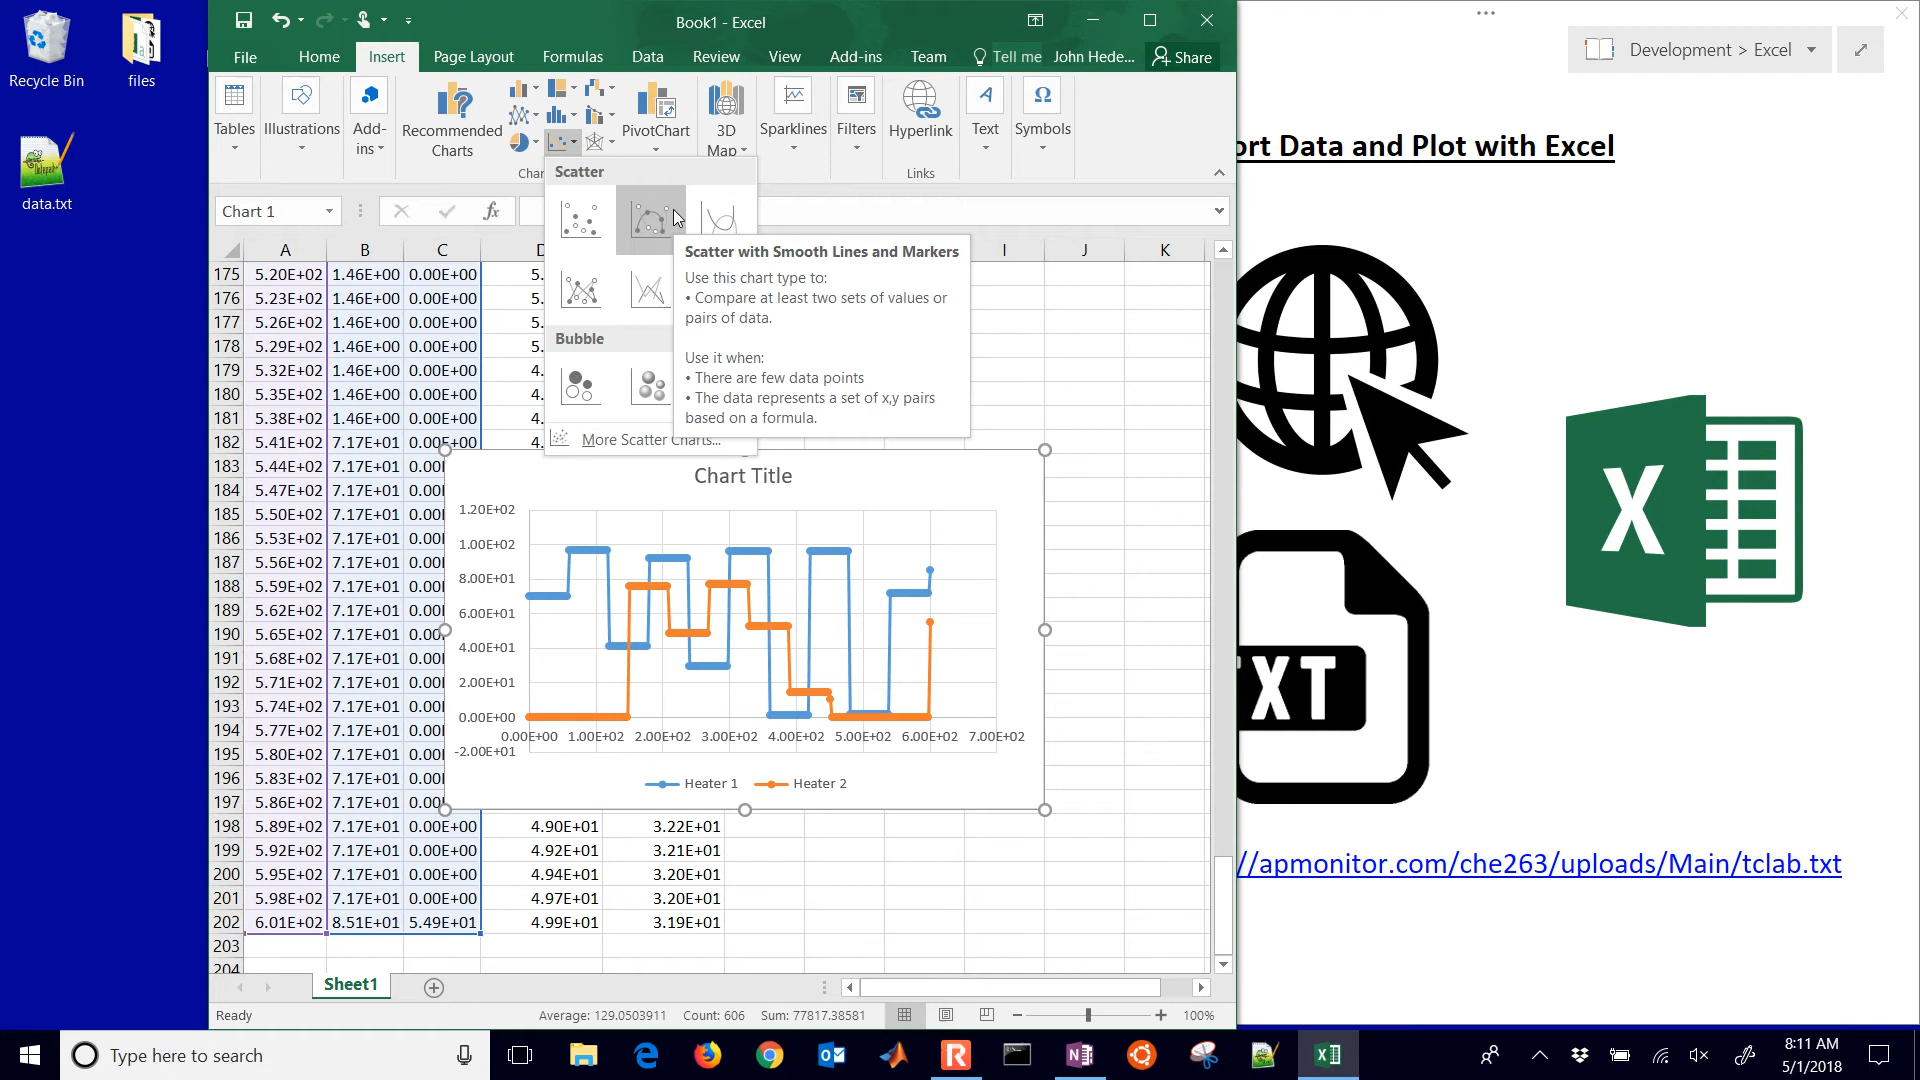 Recycle Bin
files
data.txt
Book1 - Excel
File
Home
Insert
Page Layout
Formulas
Data
Review
View
Add-ins
Team
Tell me
John Hede...
Share
Tables
Illustrations
Add-
ins
Recommended
Charts
PivotChart
3D
Map
Sparklines
Filters
Hyperlink
Text
Symbols
Links
Chart 1
fx
Scatter
Scatter with Smooth Lines and Markers
Use this chart type to:
• Compare at least two sets of values or
pairs of data.
Use it when:
• There are few data points
• The data represents a set of x,y pairs
based on a formula.
Bubble
More Scatter Charts...
A B C I J K
175 5.20E+02 1.46E+00 0.00E+00 5.
176 5.23E+02 1.46E+00 0.00E+00 5.
177 5.26E+02 1.46E+00 0.00E+00 5.
178 5.29E+02 1.46E+00 0.00E+00 5.
179 5.32E+02 1.46E+00 0.00E+00 4.
180 5.35E+02 1.46E+00 0.00E+00 4.
181 5.38E+02 1.46E+00 0.00E+00 4.
182 5.41E+02 7.17E+01 0.00E+00 4.
183 5.44E+02 7.17E+01
184 5.47E+02 7.17E+01
185 5.50E+02 7.17E+01
186 5.53E+02 7.17E+01
187 5.56E+02 7.17E+01
188 5.59E+02 7.17E+01
189 5.62E+02 7.17E+01
190 5.65E+02 7.17E+01
191 5.68E+02 7.17E+01
192 5.71E+02 7.17E+01
193 5.74E+02 7.17E+01
194 5.77E+02 7.17E+01
195 5.80E+02 7.17E+01
196 5.83E+02 7.17E+01
197 5.86E+02 7.17E+01
198 5.89E+02 7.17E+01 0.00E+00 4.90E+01 3.22E+01
199 5.92E+02 7.17E+01 0.00E+00 4.92E+01 3.21E+01
200 5.95E+02 7.17E+01 0.00E+00 4.94E+01 3.20E+01
201 5.98E+02 7.17E+01 0.00E+00 4.97E+01 3.20E+01
202 6.01E+02 8.51E+01 5.49E+01 4.99E+01 3.19E+01
203
204
Chart Title
1.20E+02
1.00E+02
8.00E+01
6.00E+01
4.00E+01
2.00E+01
0.00E+00
-2.00E+01
0.00E+00 1.00E+02 2.00E+02 3.00E+02 4.00E+02 5.00E+02 6.00E+02 7.00E+02
Heater 1 Heater 2
Sheet1
Ready
Average: 129.0503911 Count: 606 Sum: 77817.38581
100%
Development > Excel
ort Data and Plot with Excel
X
TXT
//apmonitor.com/che263/uploads/Main/tclab.txt
Type here to search
8:11 AM
5/1/2018